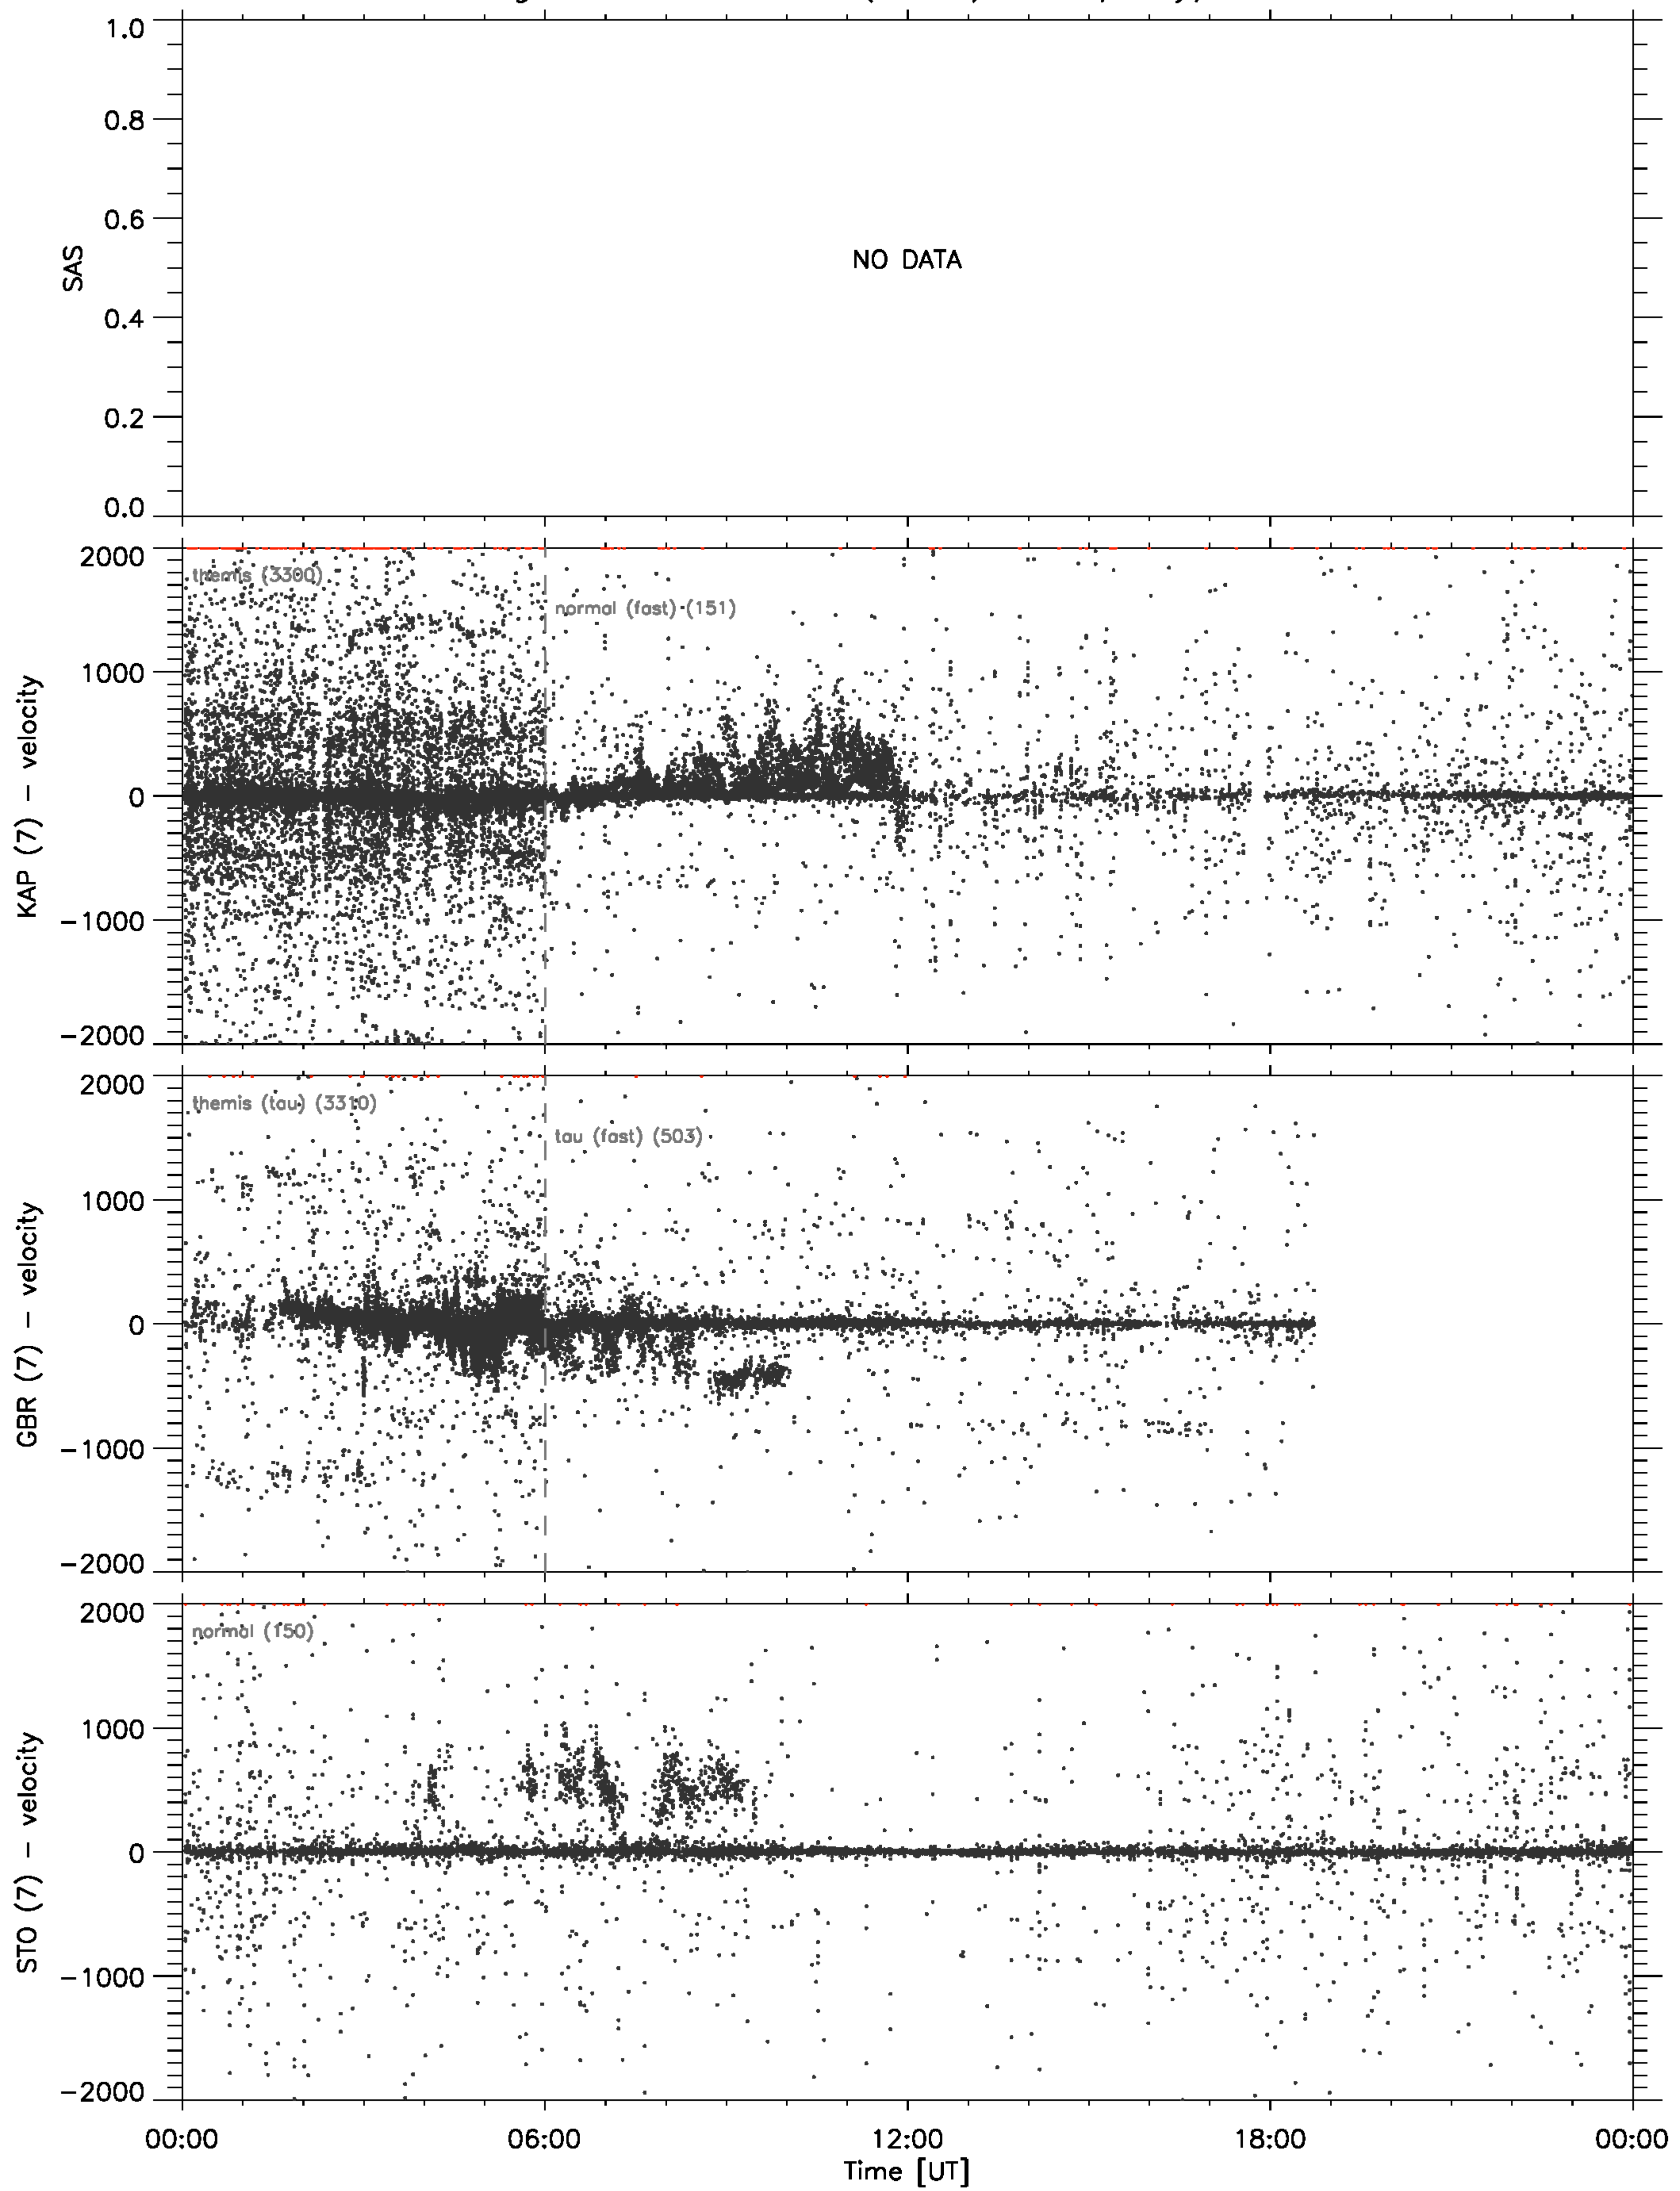 1.0
0.8
0.6
0.4
0.2
0.0
SAS
NO DATA
2000
1000
0
−1000
−2000
KAP (7) − velocity
themis (3300)
normal (fast) (151)
2000
1000
0
−1000
−2000
GBR (7) − velocity
themis (tau) (3310)
tau (fast) (503)
2000
1000
0
−1000
−2000
STO (7) − velocity
normal (150)
00:00 06:00 12:00 18:00 00:00
Time [UT]